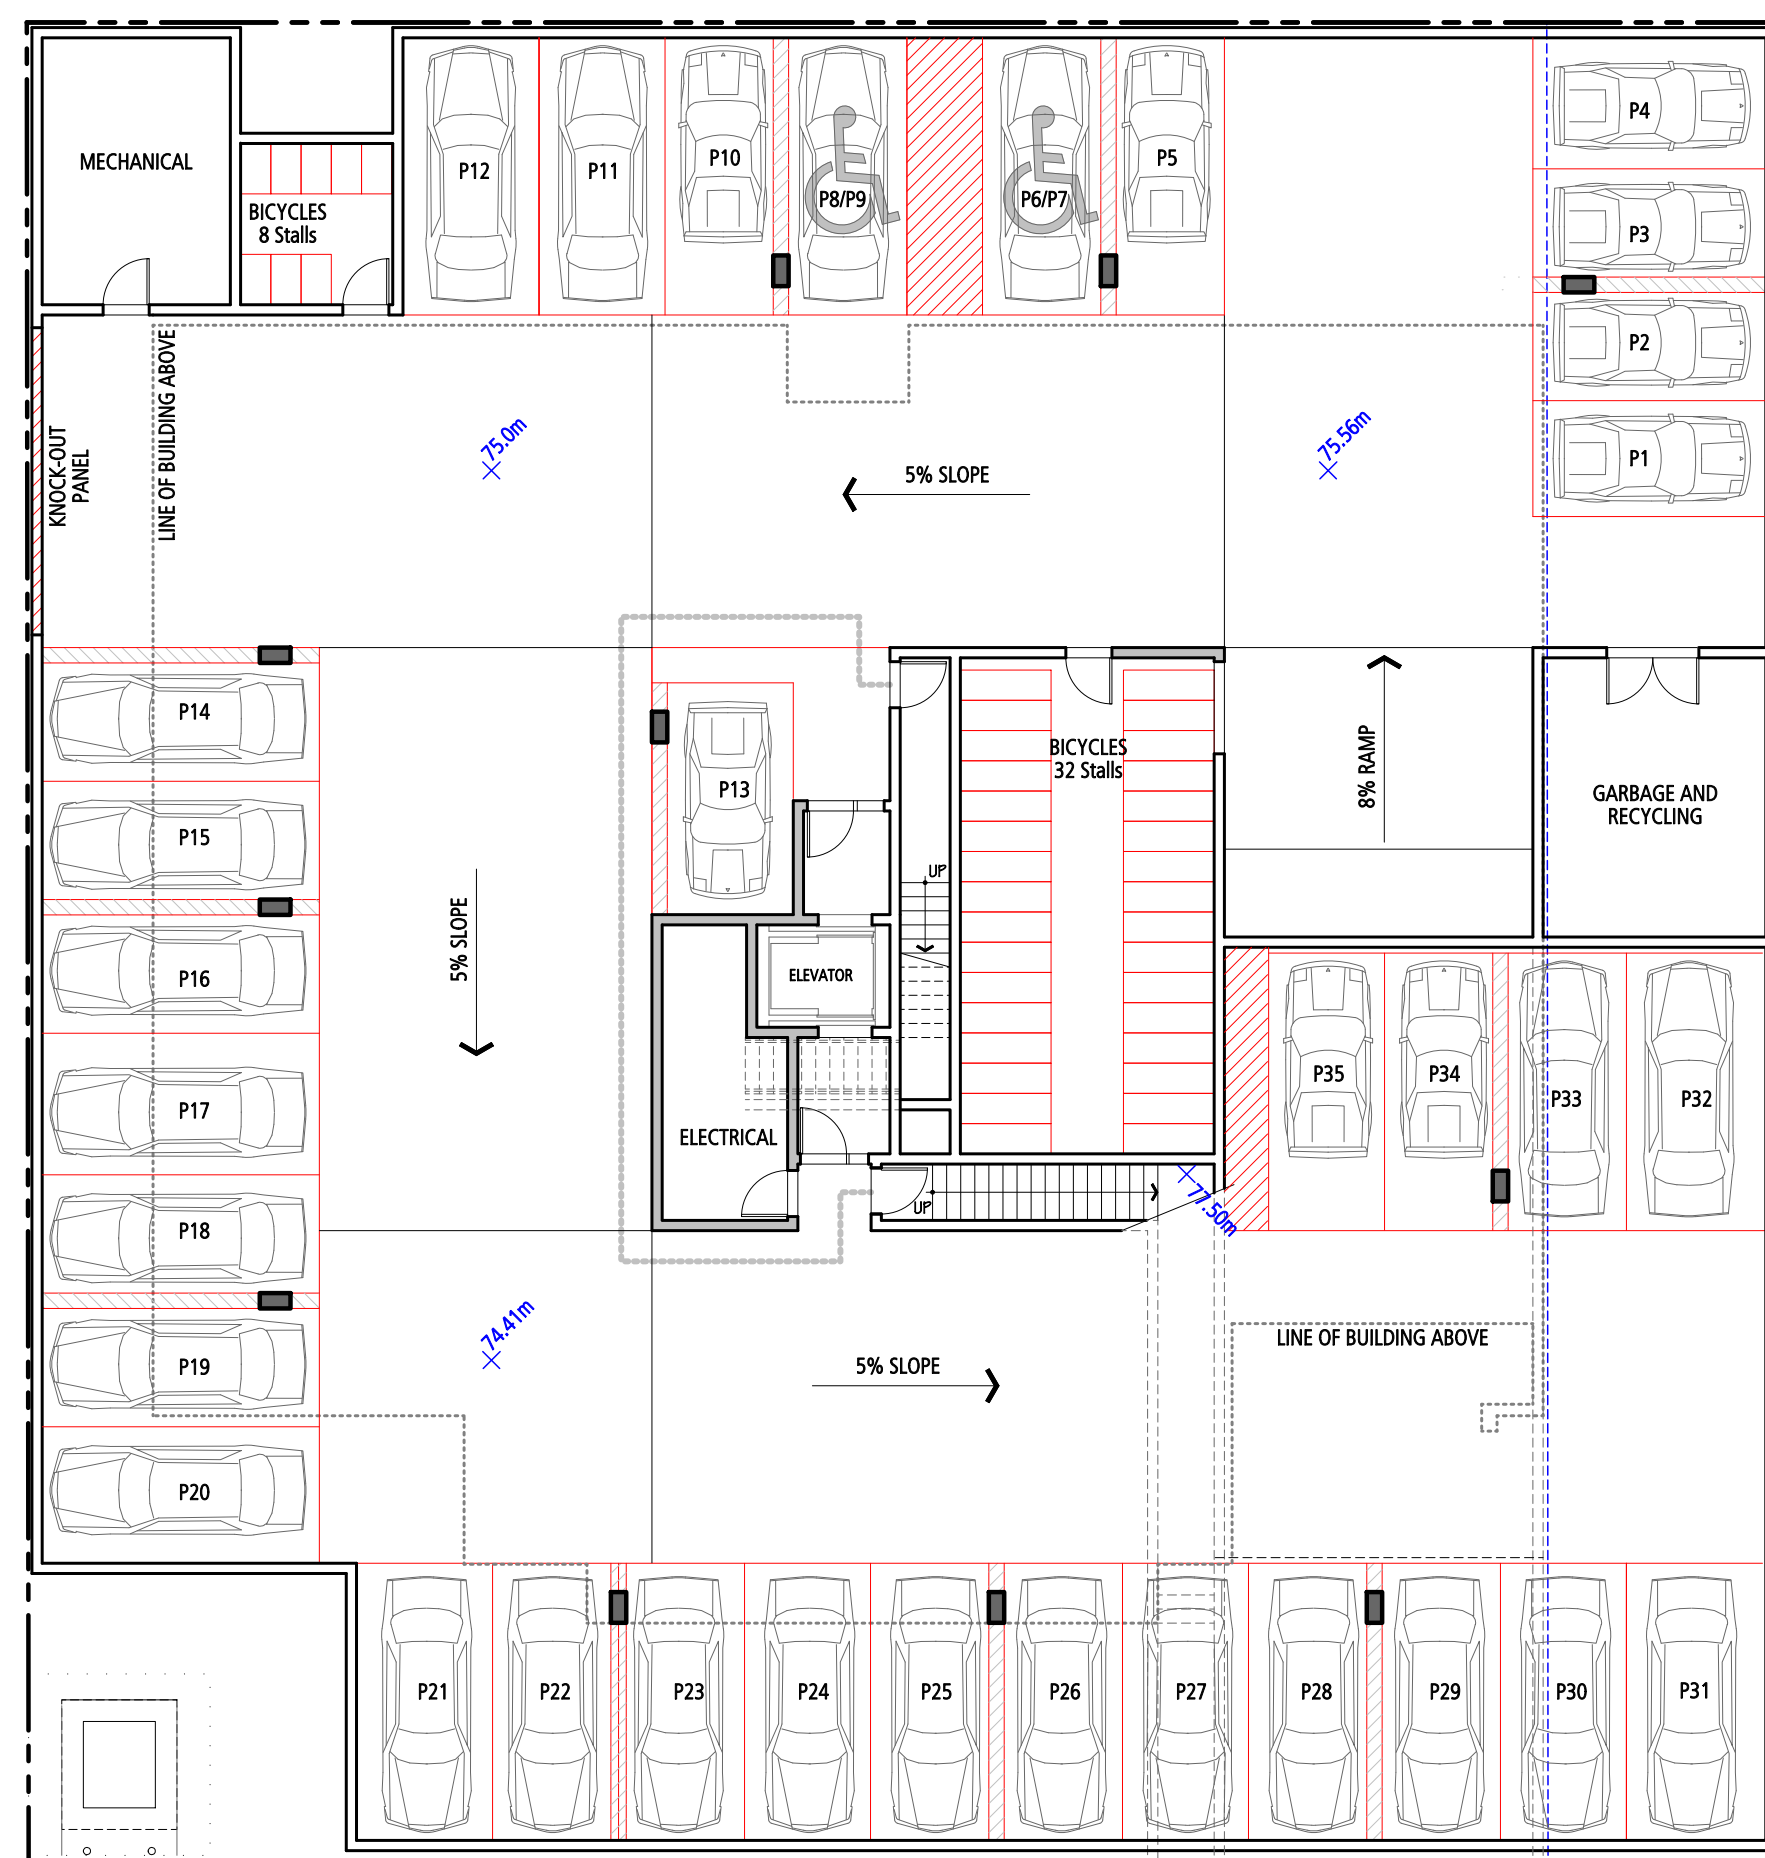 MECHANICAL
BICYCLES
8 Stalls
P12
P11
P10
P8/P9
P6/P7
P5
P4
P3
P2
P1
KNOCK-OUT
PANEL
LINE OF BUILDING ABOVE
75.0m
5% SLOPE
75.56m
P14
P15
P16
P17
P18
P19
P20
5% SLOPE
P13
UP
ELEVATOR
ELECTRICAL
BICYCLES
32 Stalls
8% RAMP
GARBAGE AND
RECYCLING
P35
P34
P33
P32
UP
77.50m
74.41m
5% SLOPE
LINE OF BUILDING ABOVE
P21
P22
P23
P24
P25
P26
P27
P28
P29
P30
P31